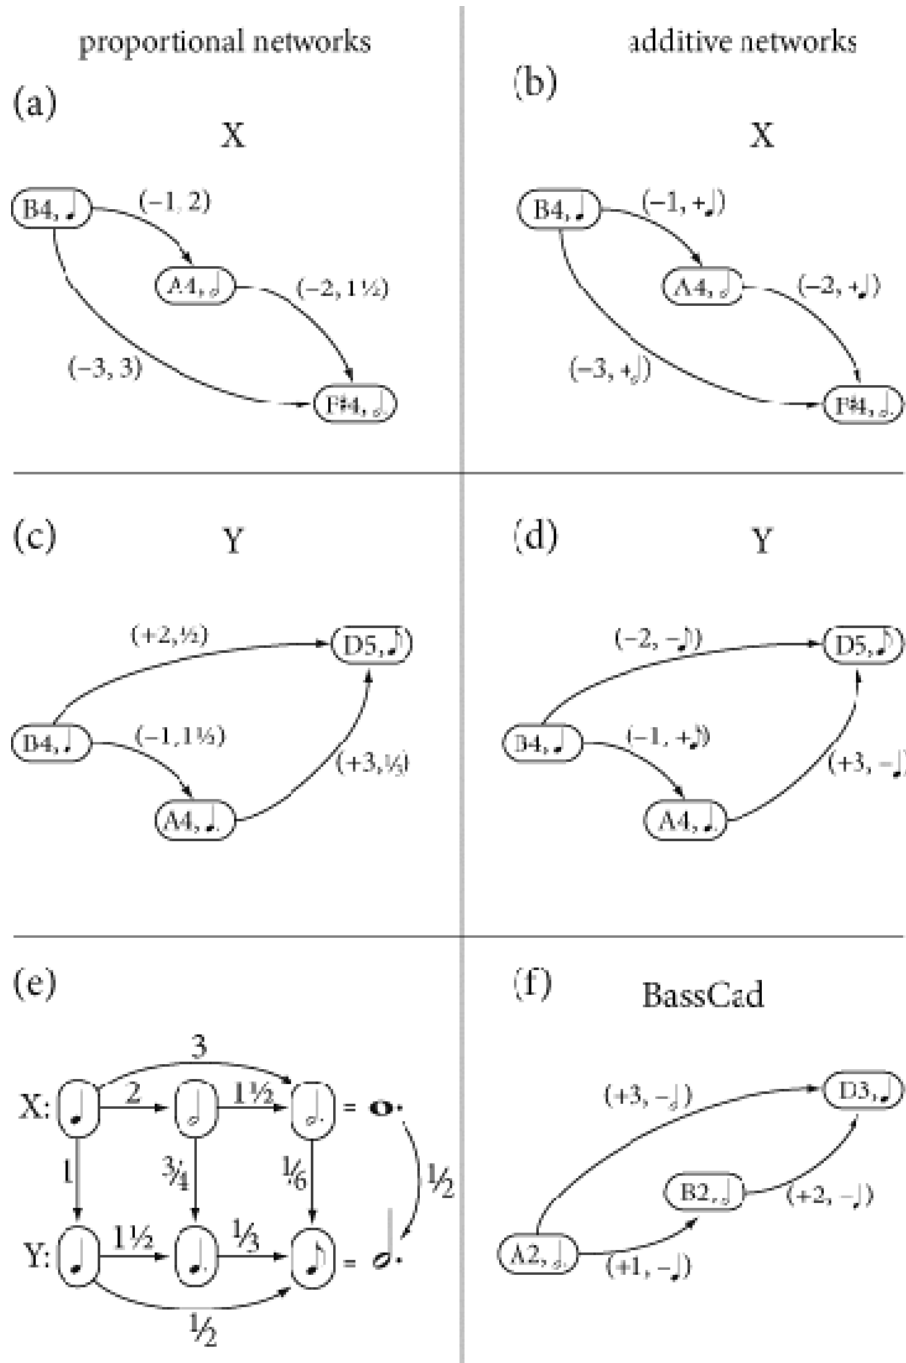 proportional networks
additive networks
(a)
X
B4, ♩
(−1, 2)
A4, 𝅗𝅥
(−2, 1½)
(−3, 3)
F♯4, 𝅗𝅥.
(b)
X
B4, ♩
(−1, +♩)
A4, 𝅗𝅥
(−2, +♩)
(−3, +𝅗𝅥)
F♯4, 𝅗𝅥.
(c)
Y
(+2, ½)
D5, ♪
B4, ♩
(−1, 1½)
(+3, ⅓)
A4, ♩.
(d)
Y
(−2, −♪)
D5, ♪
B4, ♩
(−1, +♪)
(+3, −♩)
A4, ♩.
(e)
3
X: ♩ 2 𝅗𝅥 1½ 𝅗𝅥. = 𝅝.
1 ¾ ⅙ ½
Y: ♩ 1½ ♩. ⅓ ♪ = 𝅗𝅥.
½
(f)
BassCad
(+3, −𝅗𝅥)
D3, ♩
B2, 𝅗𝅥
(+2, −♩)
A2, 𝅗𝅥.
(+1, −♩)